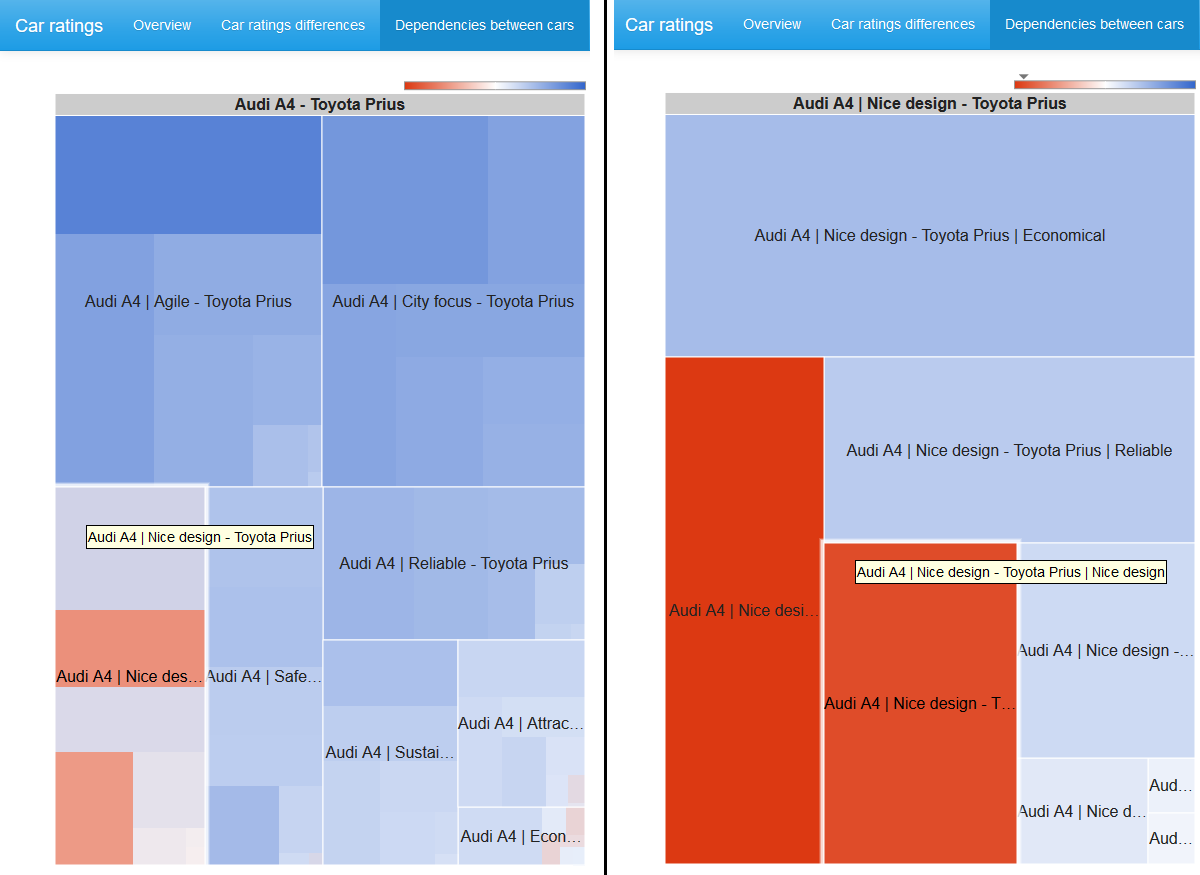 Car ratings Overview Car ratings differences Dependencies between cars
Audi A4 - Toyota Prius
Audi A4 | Agile - Toyota Prius
Audi A4 | City focus - Toyota Prius
Audi A4 | Nice design - Toyota Prius
Audi A4 | Reliable - Toyota Prius
Audi A4 | Nice des...
Audi A4 | Safe...
Audi A4 | Attrac...
Audi A4 | Sustai...
Audi A4 | Econ...
Car ratings Overview Car ratings differences Dependencies between cars
Audi A4 | Nice design - Toyota Prius
Audi A4 | Nice design - Toyota Prius | Economical
Audi A4 | Nice design - Toyota Prius | Reliable
Audi A4 | Nice design - Toyota Prius | Nice design
Audi A4 | Nice desi...
Audi A4 | Nice design -...
Audi A4 | Nice design - T...
Aud...
Audi A4 | Nice d...
Aud...